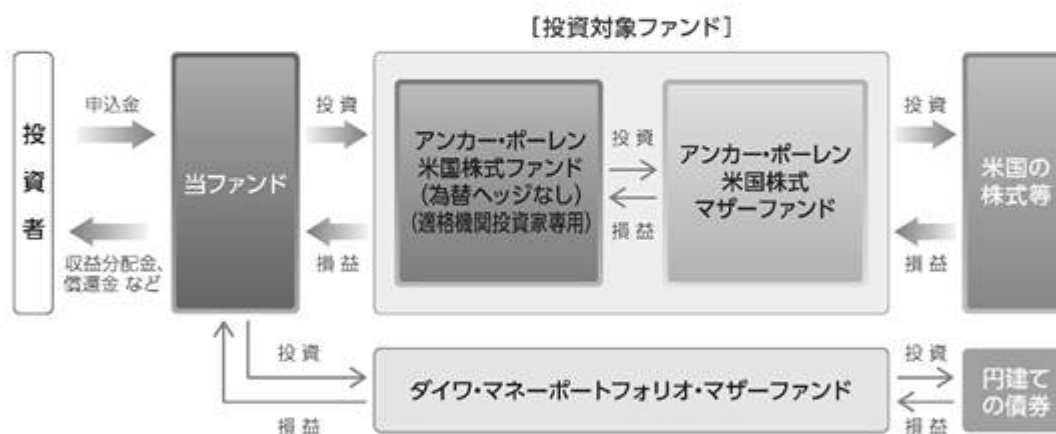 ［投資対象ファンド］
投資者
申込金
収益分配金、
償還金 など
当ファンド
投資
損益
アンカー・ポーレン
米国株式ファンド
（為替ヘッジなし）
（適格機関投資家専用）
投資
損益
アンカー・ポーレン
米国株式
マザーファンド
投資
損益
米国の
株式等
投資
損益
ダイワ・マネーポートフォリオ・マザーファンド
投資
損益
円建て
の債券